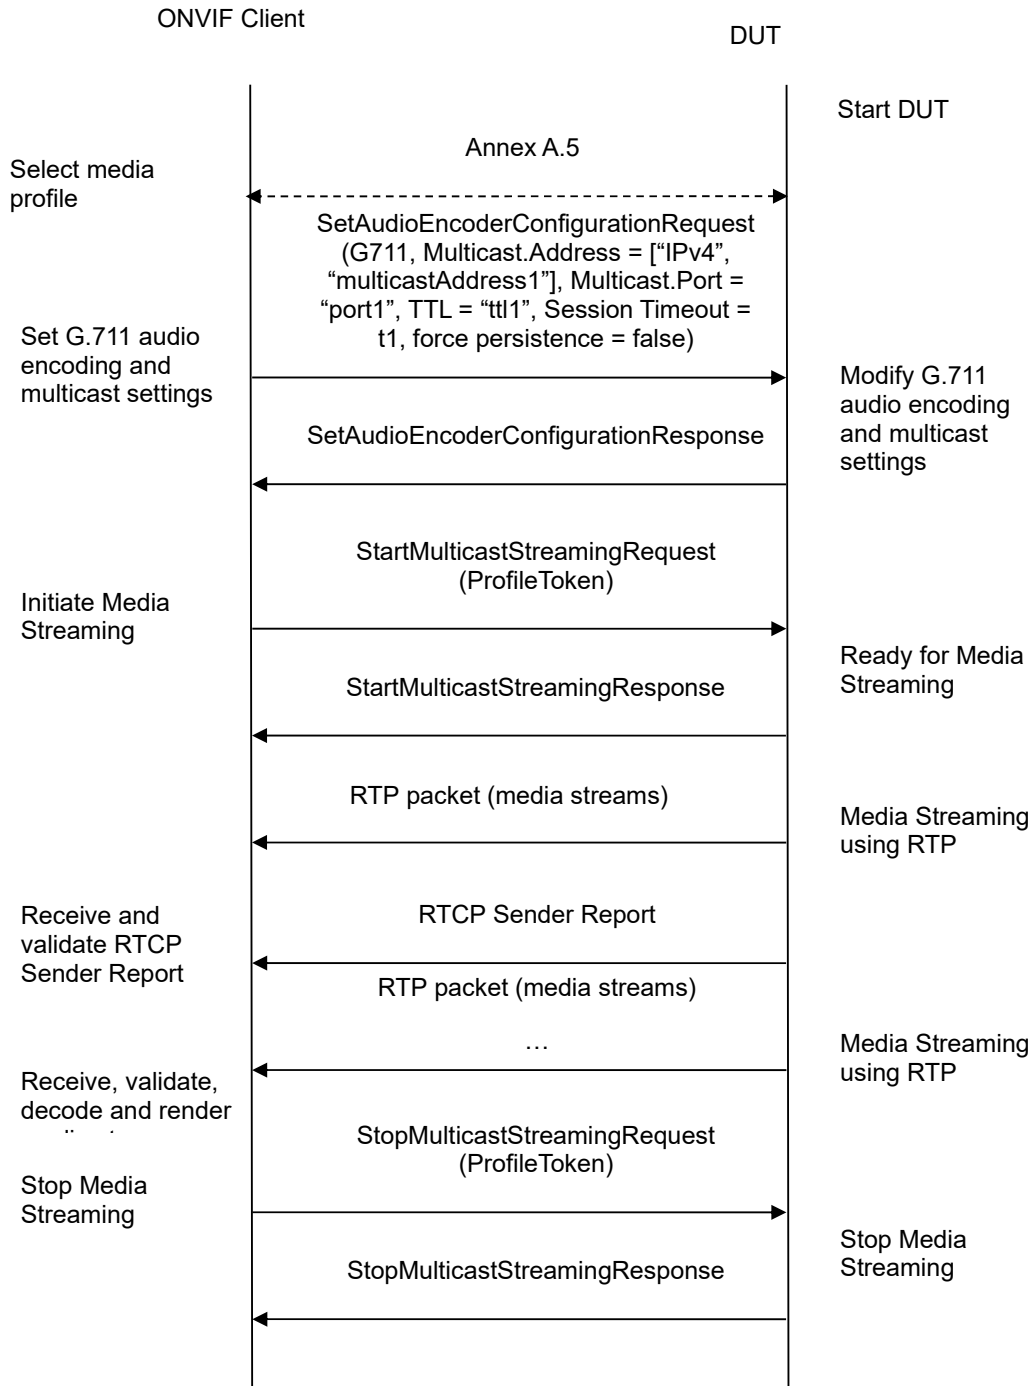 ONVIF Client
DUT
Start DUT
Annex A.5
Select media
profile
SetAudioEncoderConfigurationRequest
(G711, Multicast.Address = [“IPv4”,
“multicastAddress1”], Multicast.Port =
“port1”, TTL = “ttl1”, Session Timeout =
t1, force persistence = false)
Set G.711 audio
encoding and
multicast settings
Modify G.711
audio encoding
and multicast
settings
SetAudioEncoderConfigurationResponse
StartMulticastStreamingRequest
(ProfileToken)
Initiate Media
Streaming
Ready for Media
Streaming
StartMulticastStreamingResponse
RTP packet (media streams)
Media Streaming
using RTP
Receive and
validate RTCP
Sender Report
RTCP Sender Report
RTP packet (media streams)
…
Media Streaming
using RTP
Receive, validate,
decode and render
StopMulticastStreamingRequest
(ProfileToken)
Stop Media
Streaming
Stop Media
Streaming
StopMulticastStreamingResponse